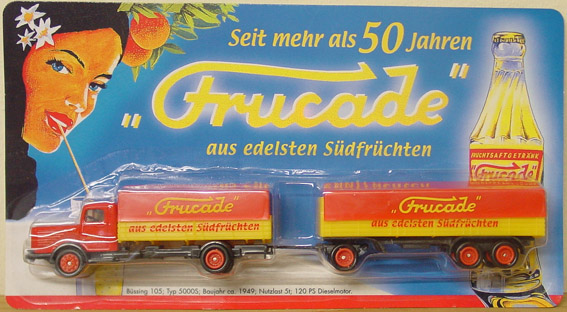 Seit mehr als 50 Jahren
„Frucade"
aus edelsten Südfrüchten
FRUCHTSAFTGETRÄNK
„Frucade"
„Frucade"
aus edelsten Südfrüchten
„Frucade"
aus edelsten Südfrüchten
Büssing 105; Typ 5000S; Baujahr ca. 1949; Nutzlast 5t; 120 PS Dieselmotor.